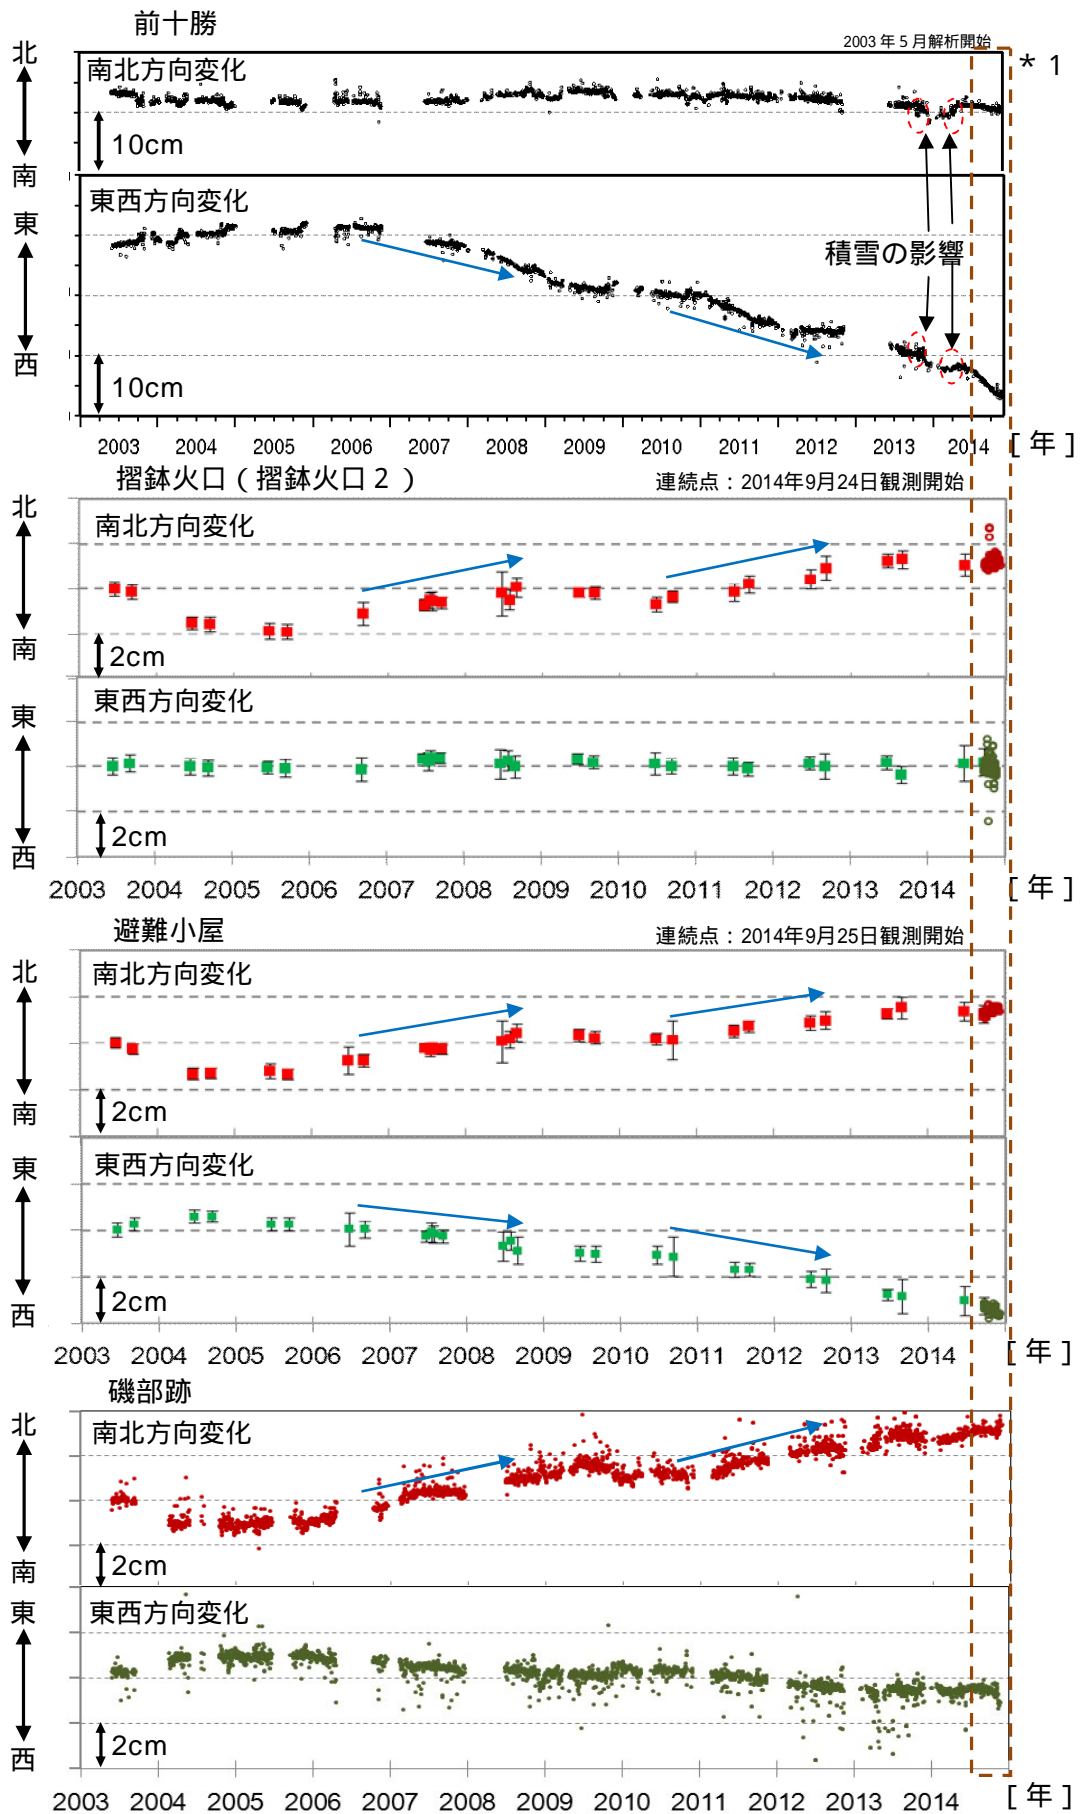 前十勝
2003年5月解析開始
北
南北方向変化
*1
10cm
南
東西方向変化
東
積雪の影響
西
10cm
2003 2004 2005 2006 2007 2008 2009 2010 2011 2012 2013 2014 [年]
摺鉢火口(摺鉢火口2)
連続点:2014年9月24日観測開始
北
南北方向変化
南
2cm
東西方向変化
東
2cm
西
2003 2004 2005 2006 2007 2008 2009 2010 2011 2012 2013 2014 [年]
避難小屋
連続点:2014年9月25日観測開始
北
南北方向変化
南
2cm
東西方向変化
東
2cm
西
2003 2004 2005 2006 2007 2008 2009 2010 2011 2012 2013 2014 [年]
磯部跡
北
南北方向変化
南
2cm
東
東西方向変化
2cm
西
2003 2004 2005 2006 2007 2008 2009 2010 2011 2012 2013 2014 [年]